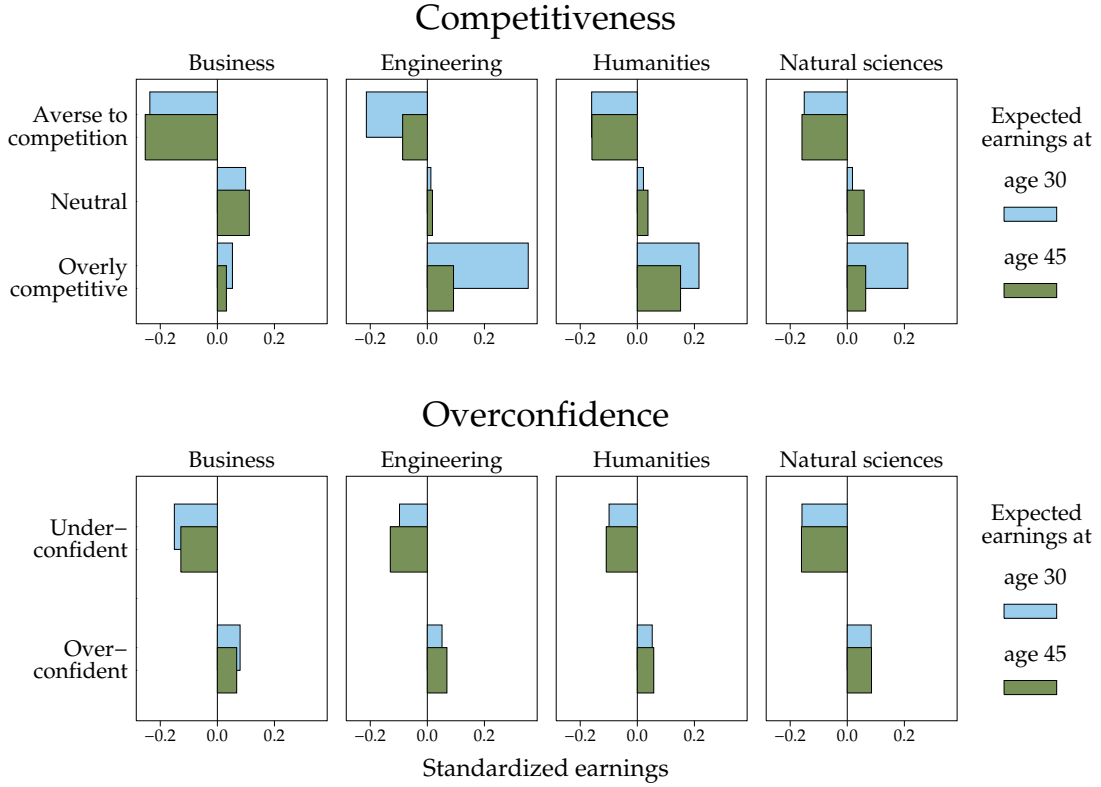 Competitiveness
Business
Engineering
Humanities
Natural sciences
Averse to
competition
Neutral
Overly
competitive
−0.2 0.0 0.2
−0.2 0.0 0.2
−0.2 0.0 0.2
−0.2 0.0 0.2
Expected
earnings at
age 30
age 45
Overconfidence
Business
Engineering
Humanities
Natural sciences
Under−
confident
Over−
confident
−0.2 0.0 0.2
−0.2 0.0 0.2
−0.2 0.0 0.2
−0.2 0.0 0.2
Expected
earnings at
age 30
age 45
Standardized earnings